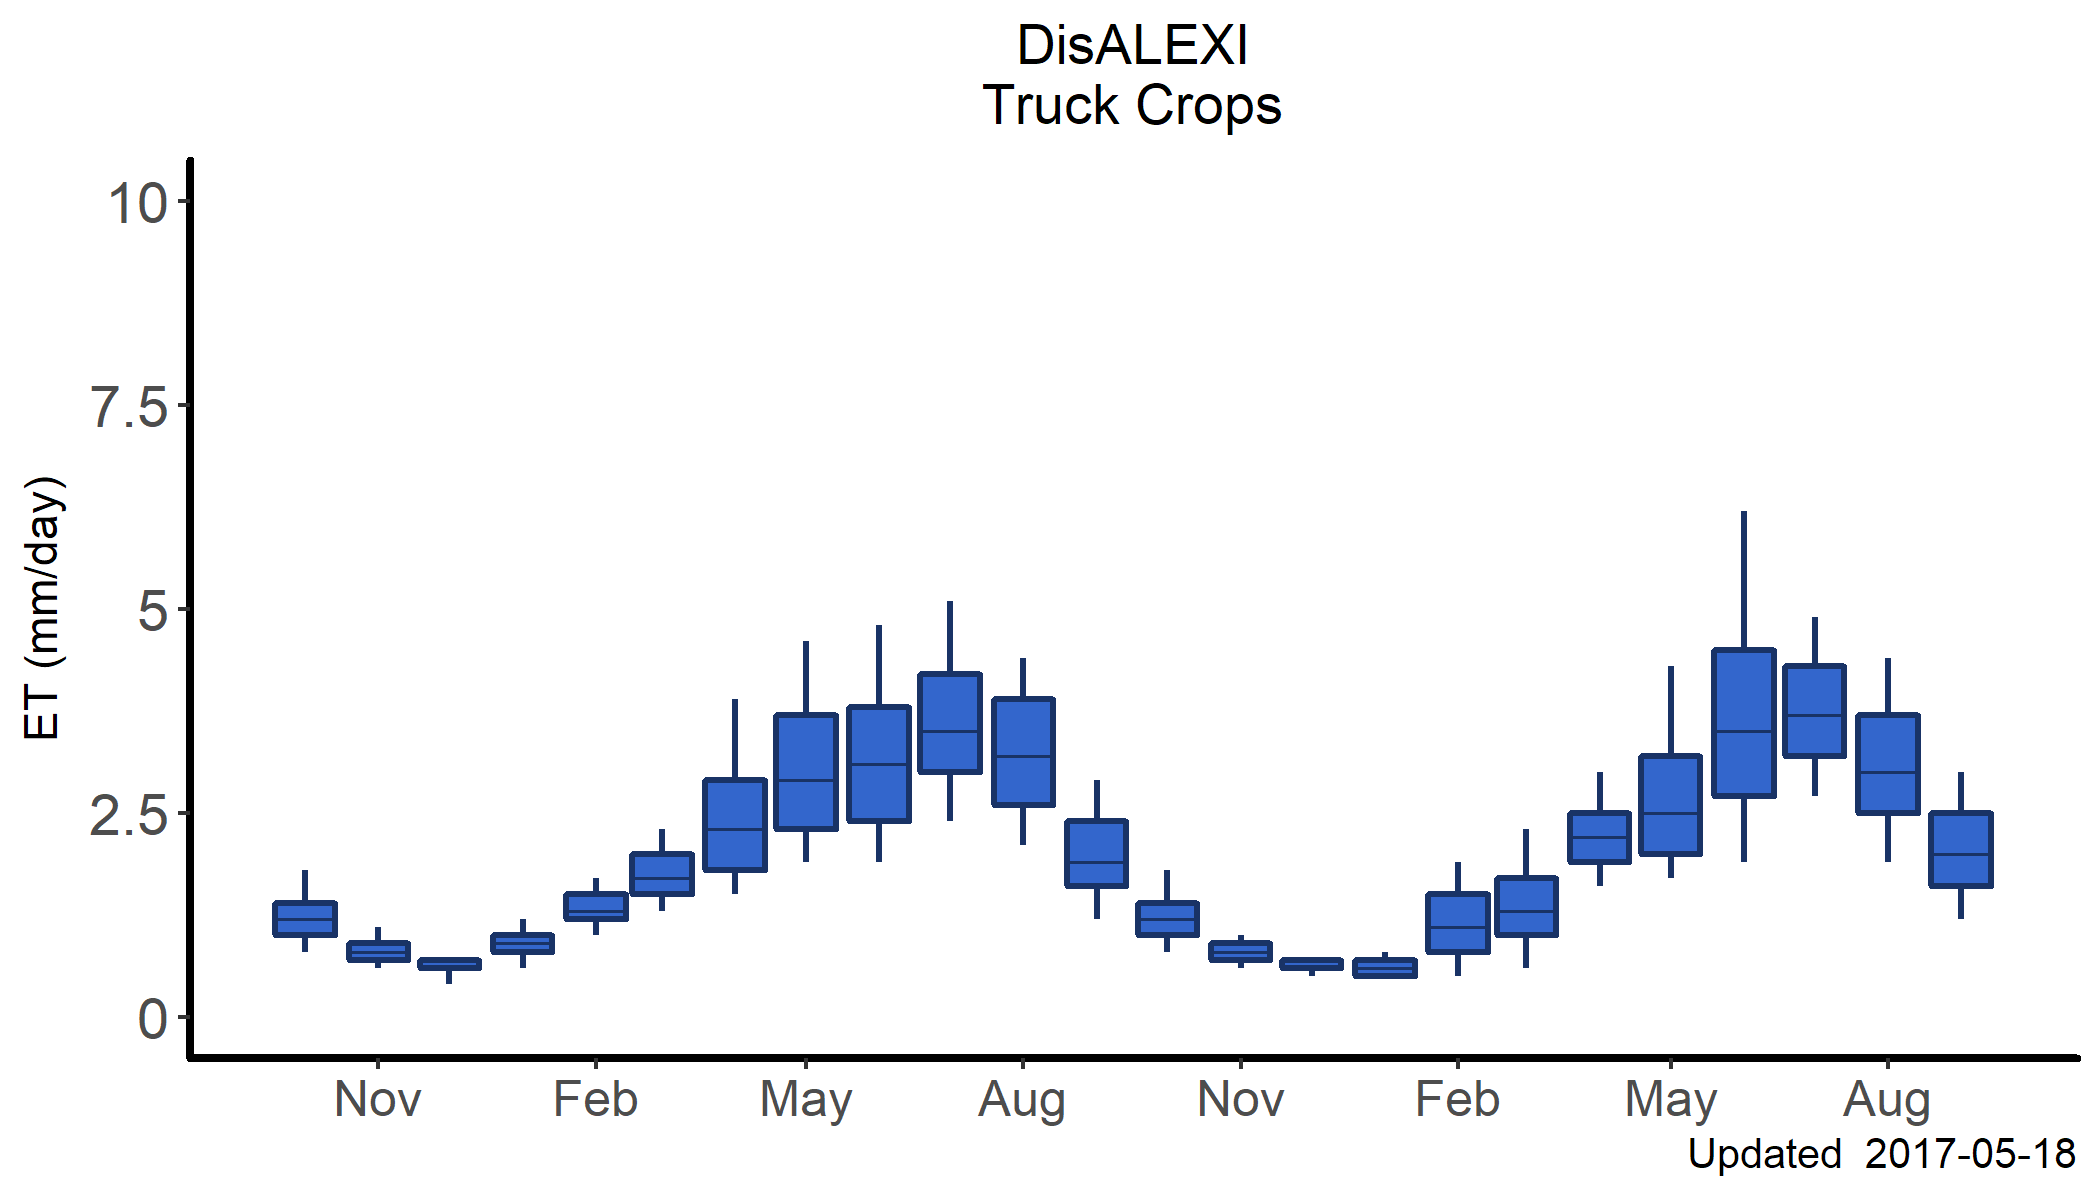 DisALEXI
Truck Crops
ET (mm/day)
10
7.5
5
2.5
0
Nov Feb May Aug Nov Feb May Aug
Updated 2017-05-18